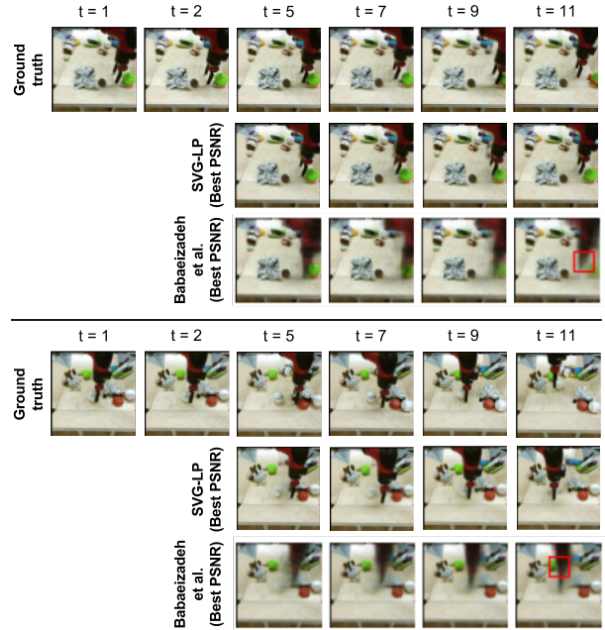 t = 1 t = 2 t = 5 t = 7 t = 9 t = 11
Ground
truth
SVG-LP
(Best PSNR)
Babaeizadeh
et al.
(Best PSNR)
t = 1 t = 2 t = 5 t = 7 t = 9 t = 11
Ground
truth
SVG-LP
(Best PSNR)
Babaeizadeh
et al.
(Best PSNR)